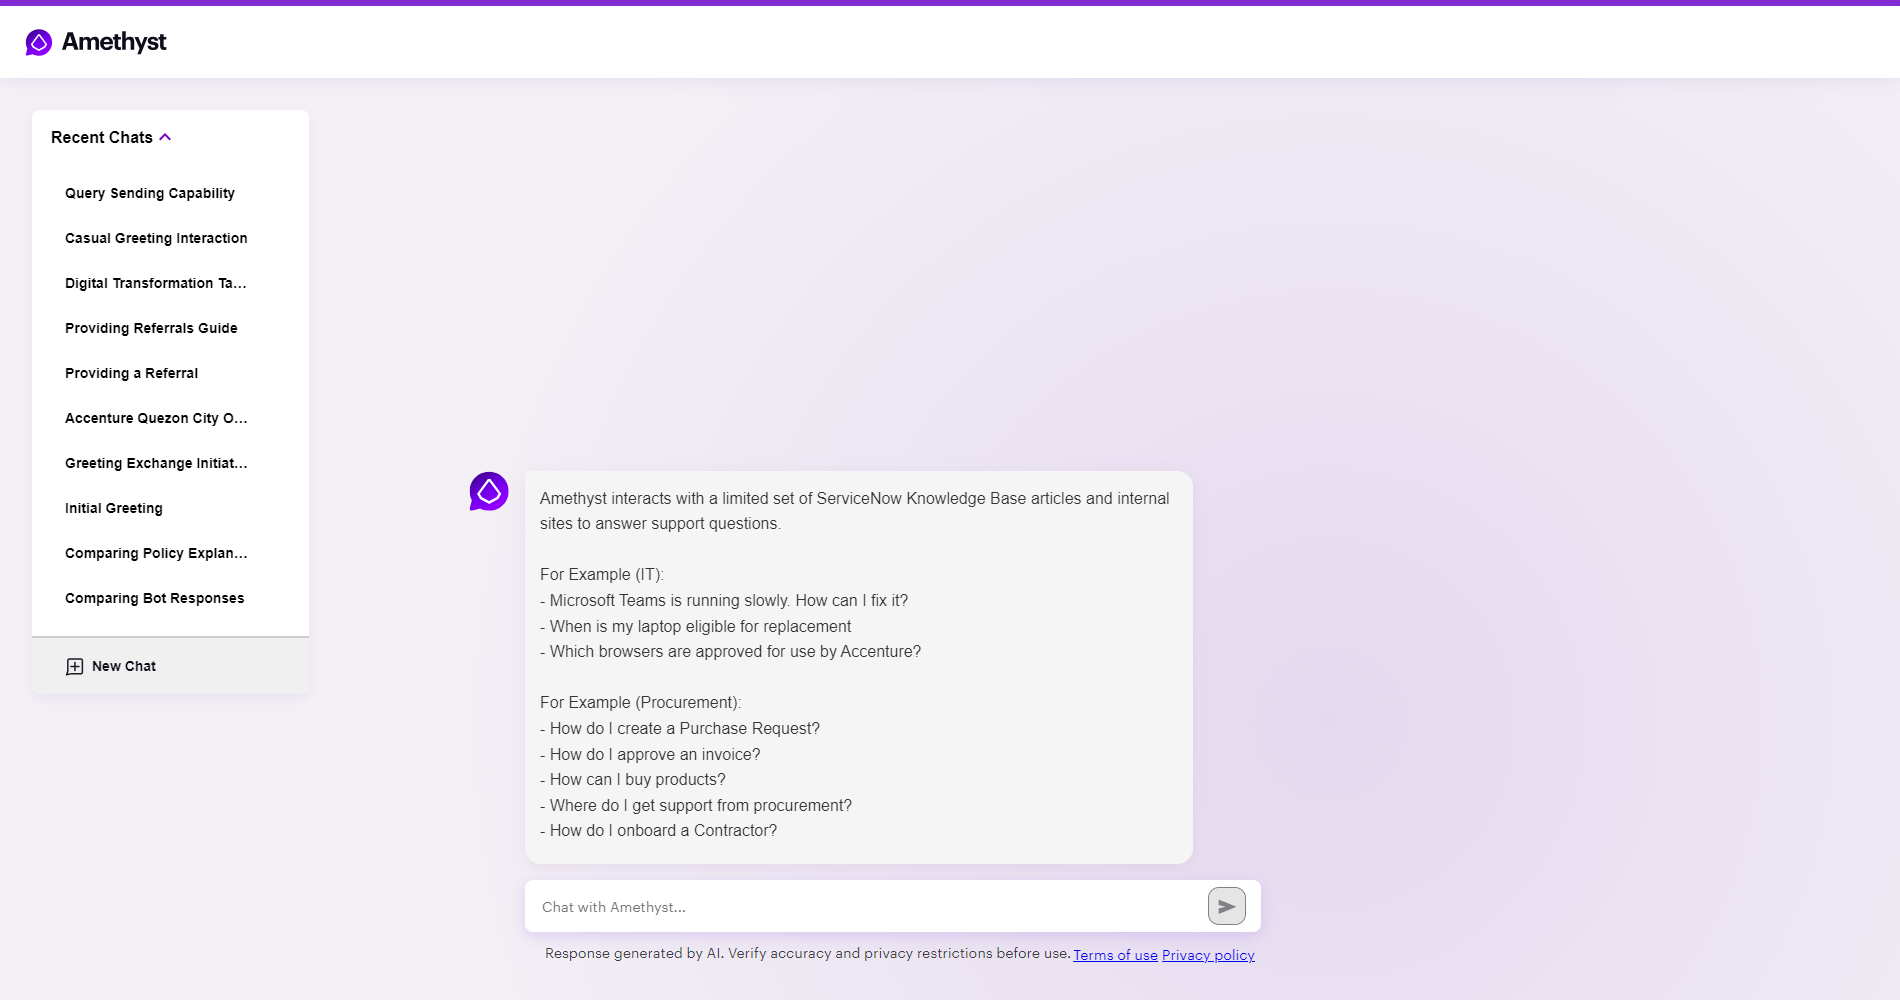 Amethyst
Recent Chats
Query Sending Capability
Casual Greeting Interaction
Digital Transformation Ta...
Providing Referrals Guide
Providing a Referral
Accenture Quezon City O...
Greeting Exchange Initiat...
Initial Greeting
Comparing Policy Explan...
Comparing Bot Responses
New Chat
Amethyst interacts with a limited set of ServiceNow Knowledge Base articles and internal
sites to answer support questions.
For Example (IT):
- Microsoft Teams is running slowly. How can I fix it?
- When is my laptop eligible for replacement
- Which browsers are approved for use by Accenture?
For Example (Procurement):
- How do I create a Purchase Request?
- How do I approve an invoice?
- How can I buy products?
- Where do I get support from procurement?
- How do I onboard a Contractor?
Chat with Amethyst...
Response generated by AI. Verify accuracy and privacy restrictions before use. Terms of use Privacy policy